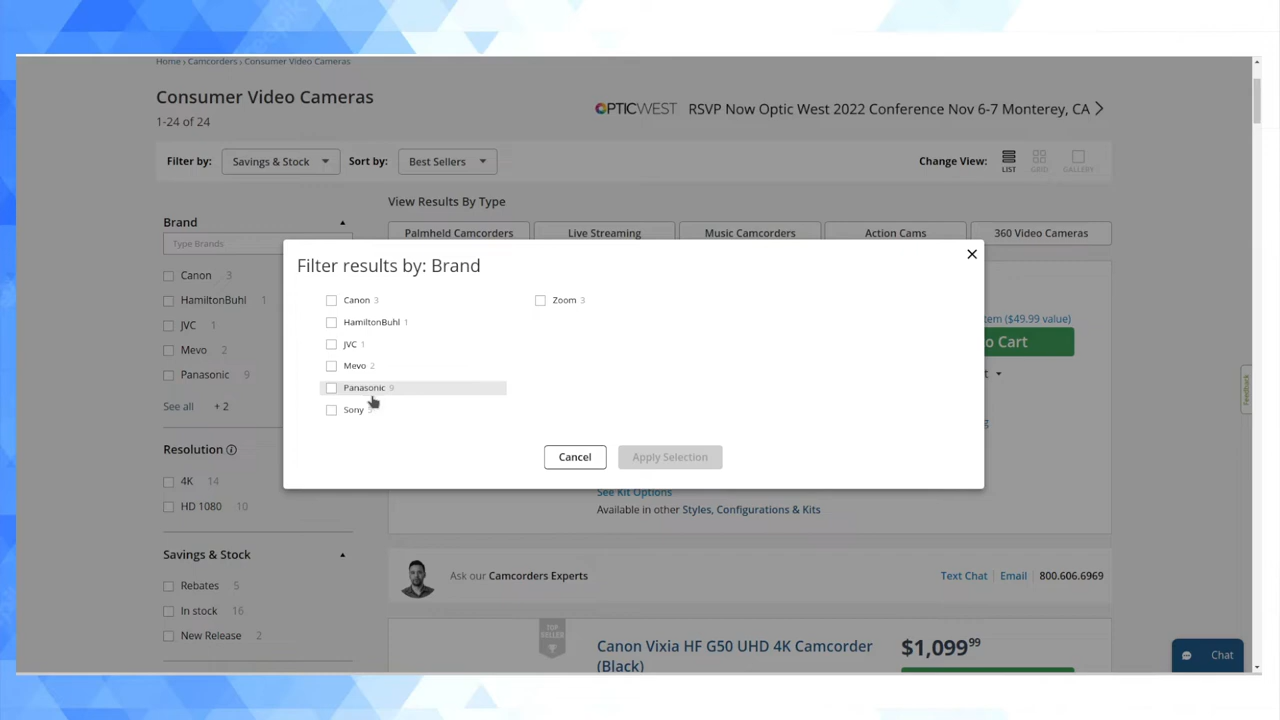 Home › Camcorders › Consumer Video Cameras
Consumer Video Cameras
1-24 of 24
OPTICWEST RSVP Now Optic West 2022 Conference Nov 6-7 Monterey, CA
Filter by: Savings & Stock Sort by: Best Sellers Change View: LIST GRID GALLERY
View Results By Type
Palmheld Camcorders Live Streaming Music Camcorders Action Cams 360 Video Cameras
Brand
Type Brands
Canon 3
HamiltonBuhl 1
JVC 1
Mevo 2
Panasonic 9
See all + 2
Resolution
4K 14
HD 1080 10
Savings & Stock
Rebates 5
In stock 16
New Release 2
Filter results by: Brand
Canon 3
HamiltonBuhl 1
JVC 1
Mevo 2
Panasonic 9
Sony
Zoom 3
Cancel Apply Selection
tem ($49.99 value)
o Cart
See Kit Options
Available in other Styles, Configurations & Kits
Ask our Camcorders Experts
Text Chat Email 800.606.6969
TOP SELLER
Canon Vixia HF G50 UHD 4K Camcorder
(Black)
$1,099 99
Feedback
Chat